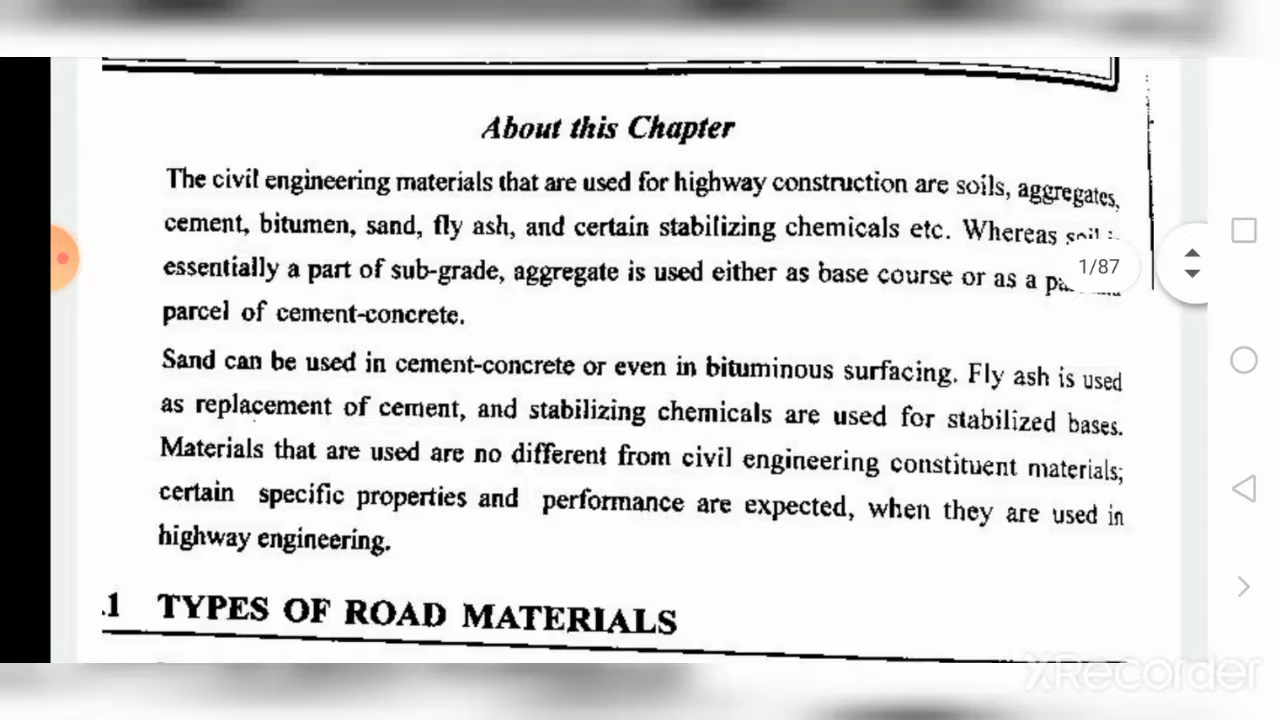 About this Chapter
The civil engineering materials that are used for highway construction are soils, aggregates,
cement, bitumen, sand, fly ash, and certain stabilizing chemicals etc. Whereas
essentially a part of sub-grade, aggregate is used either as base course or as a
1/87
parcel of cement-concrete.
Sand can be used in cement-concrete or even in bituminous surfacing. Fly ash is used
as replacement of cement, and stabilizing chemicals are used for stabilized bases.
Materials that are used are no different from civil engineering constituent materials;
certain specific properties and performance are expected, when they are used in
highway engineering.
.1 TYPES OF ROAD MATERIALS
XRecorder